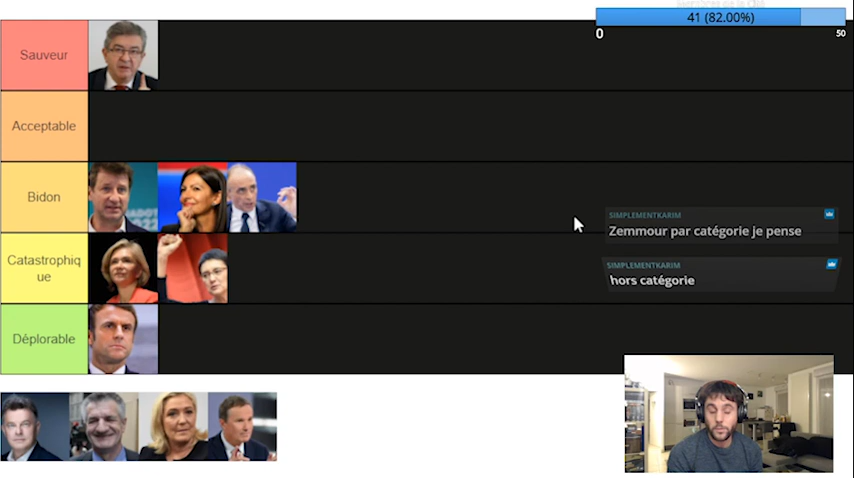 41 (82.00%)
0
50
Sauveur
Acceptable
Bidon
SIMPLEMENTKARIM
Zemmour par catégorie je pense
Catastrophiq
ue
SIMPLEMENTKARIM
hors catégorie
Déplorable